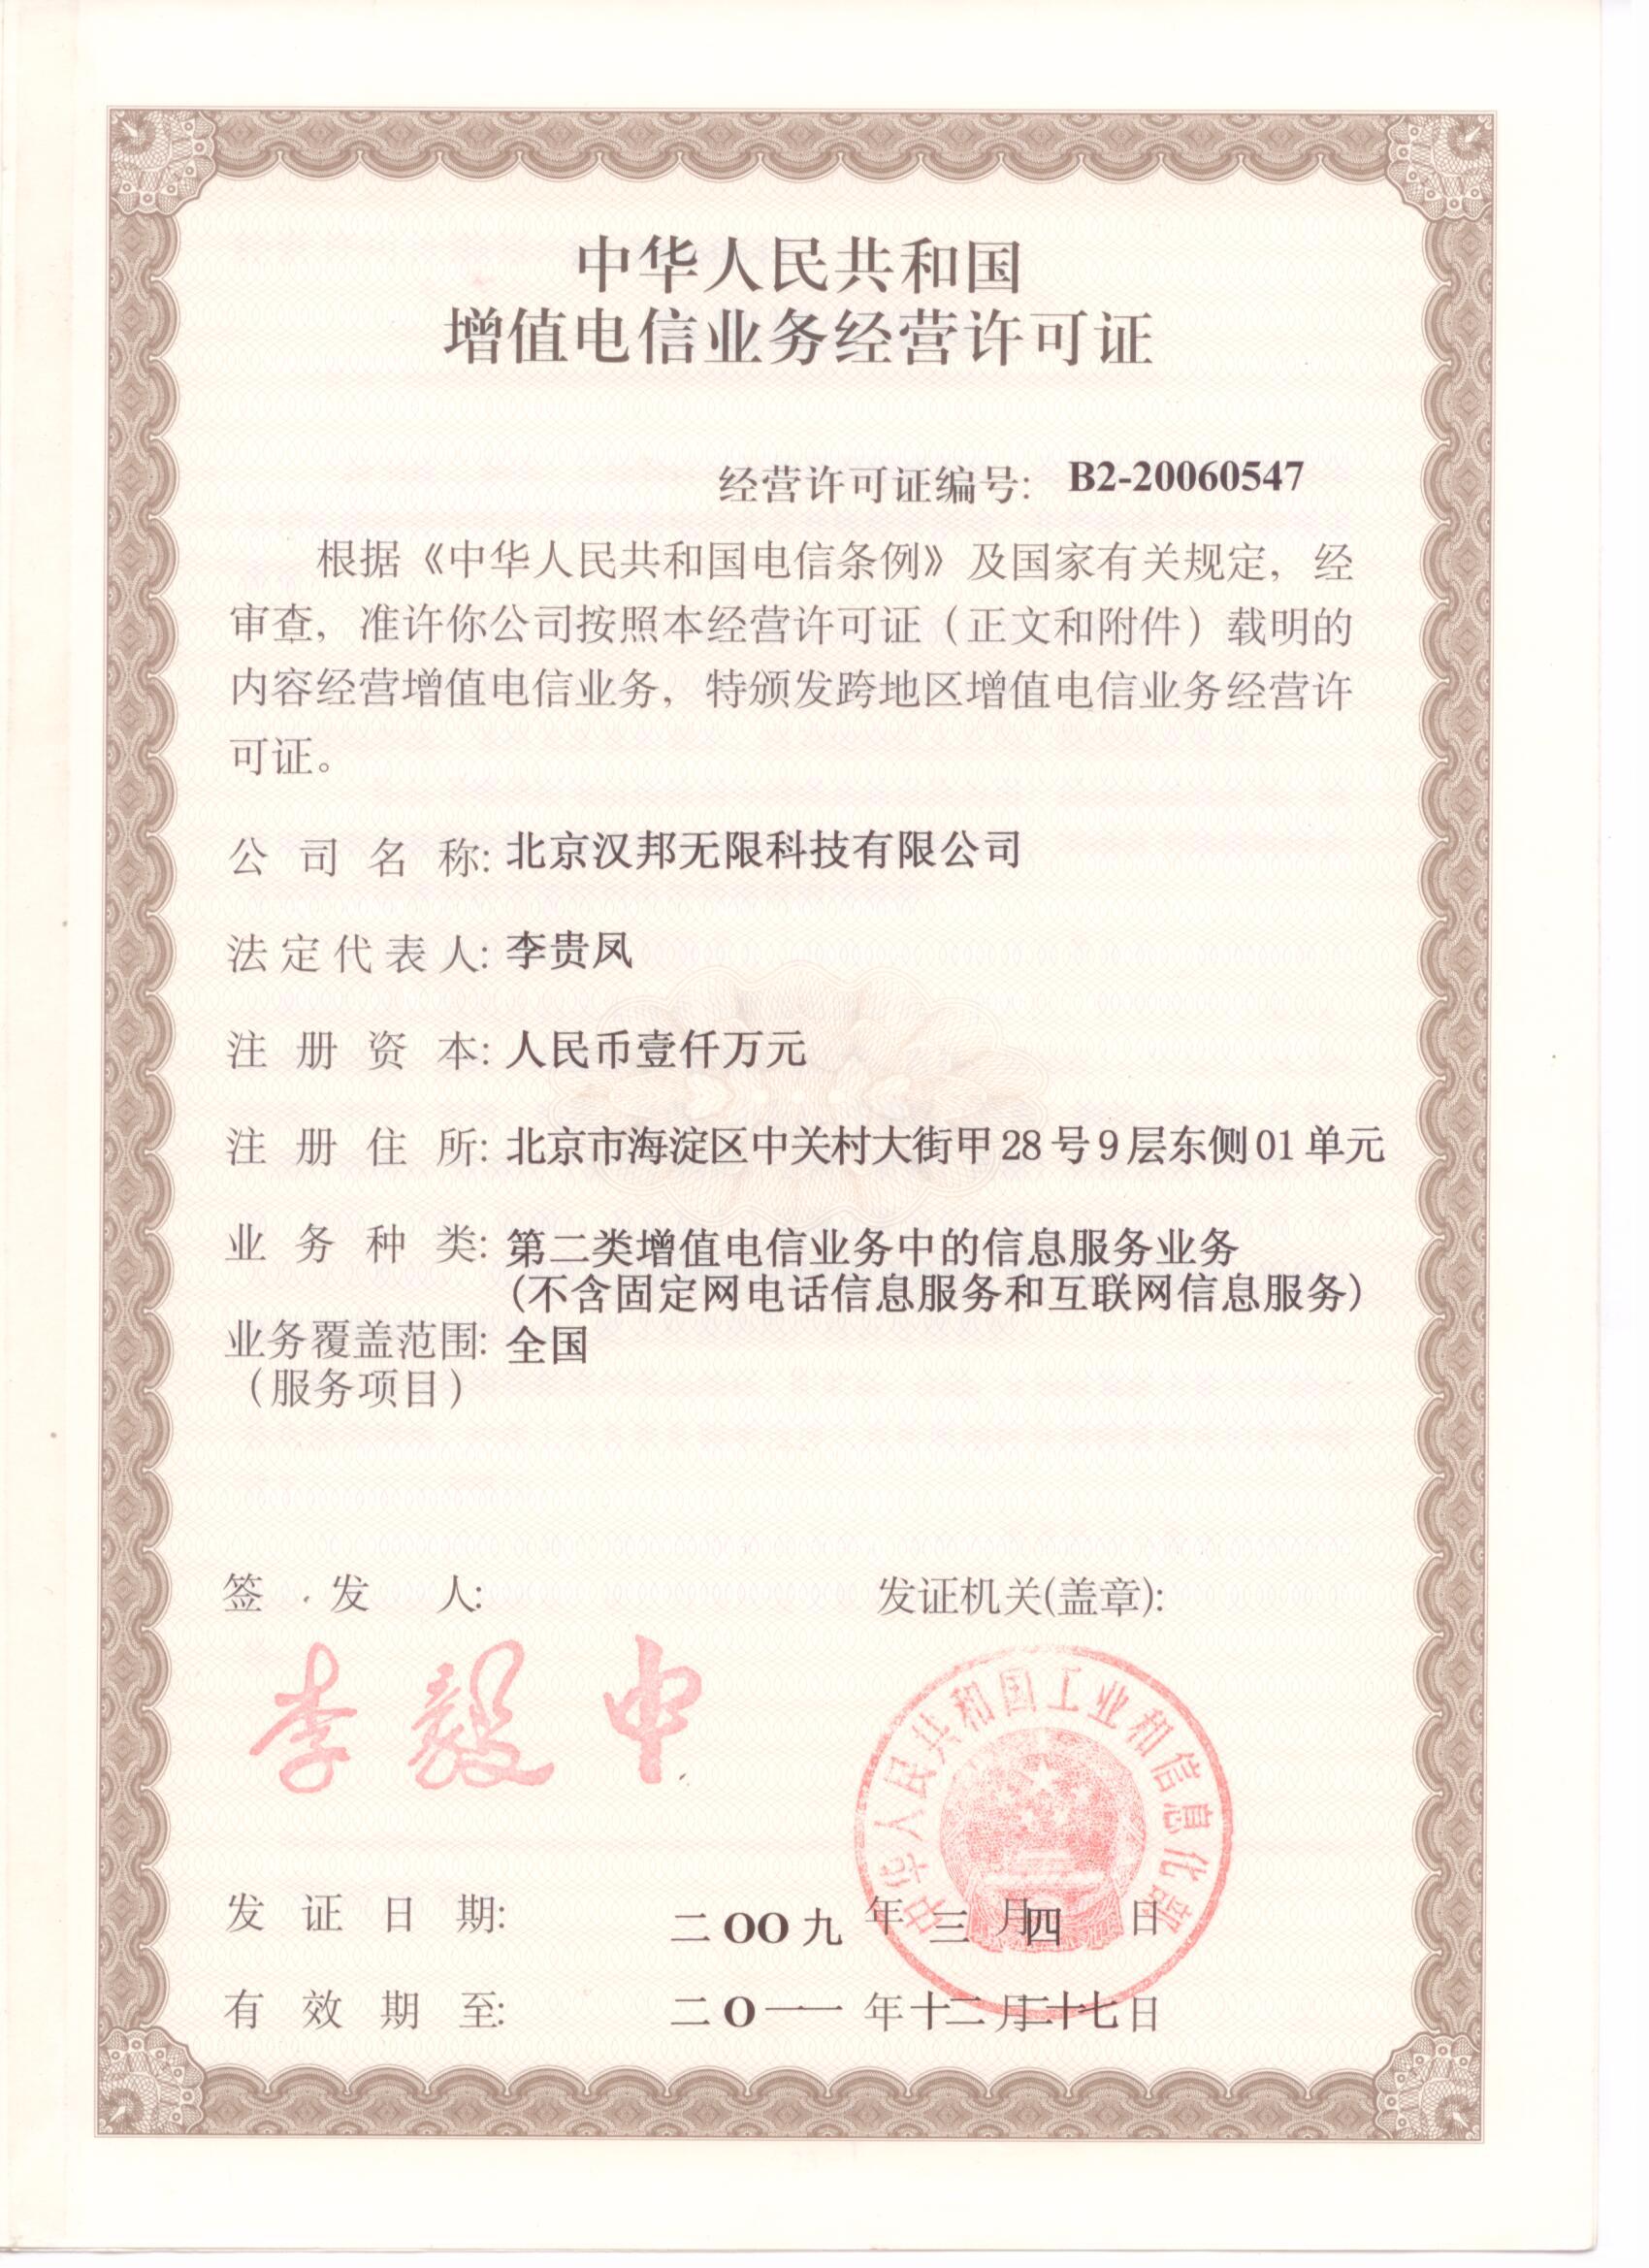 中华人民共和国
增值电信业务经营许可证
经营许可证编号: B2-20060547
根据《中华人民共和国电信条例》及国家有关规定，经
审查，准许你公司按照本经营许可证（正文和附件）载明的
内容经营增值电信业务，特颁发跨地区增值电信业务经营许
可证。
公司名称: 北京汉邦无限科技有限公司
法定代表人: 李贵凤
注册资本: 人民币壹仟万元
注册住所: 北京市海淀区中关村大街甲28号9层东侧01单元
业务种类: 第二类增值电信业务中的信息服务业务
(不含固定网电话信息服务和互联网信息服务)
业务覆盖范围: 全国
（服务项目）
签发人: 发证机关(盖章):
李毅中
中华人民共和国工业和信息化部
发证日期: 二OO九年三月四日
有效期至: 二O一一年十二月二十七日